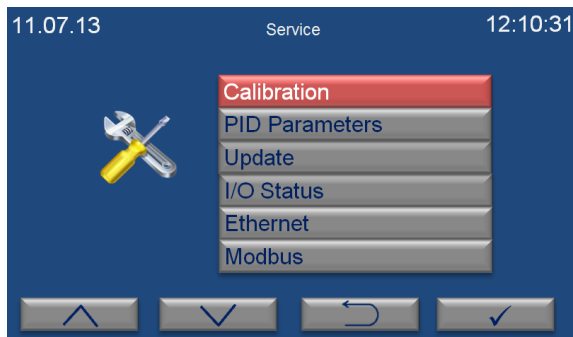 11.07.13 Service 12:10:31
Calibration
PID Parameters
Update
I/O Status
Ethernet
Modbus